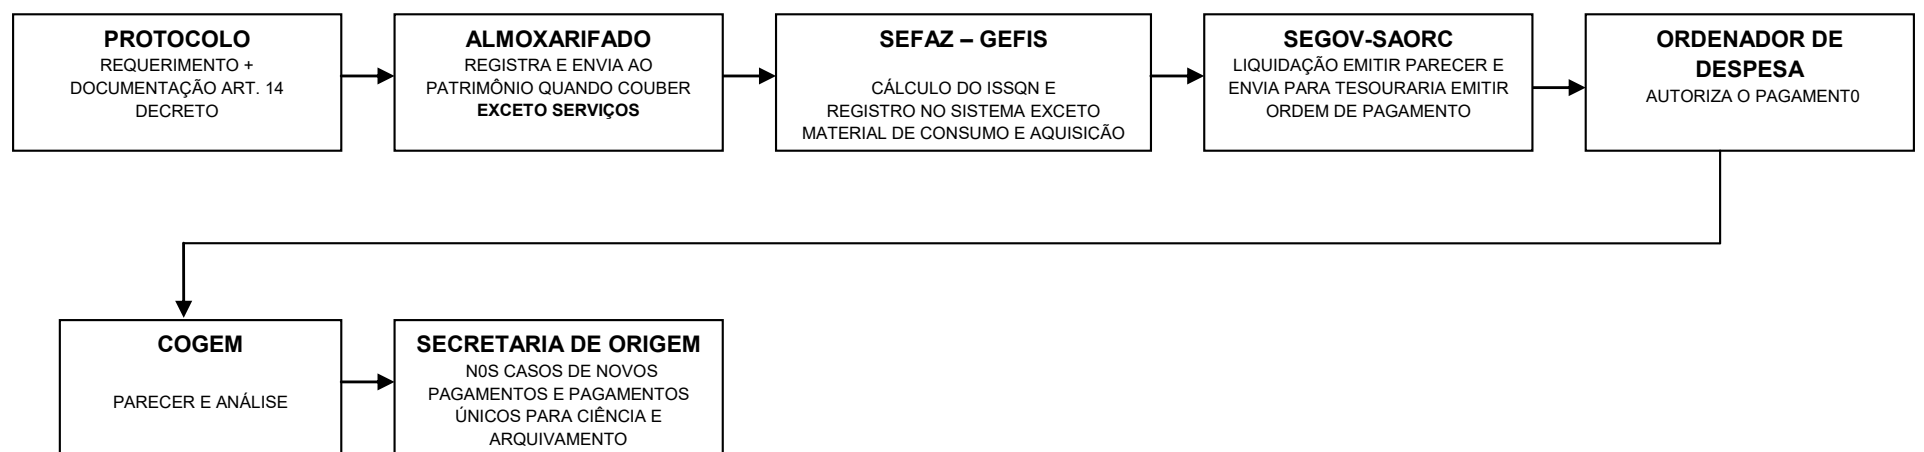 PROTOCOLO
REQUERIMENTO +
DOCUMENTAÇÃO ART. 14
DECRETO
ALMOXARIFADO
REGISTRA E ENVIA AO
PATRIMÔNIO QUANDO COUBER
EXCETO SERVIÇOS
SEFAZ – GEFIS
CÁLCULO DO ISSQN E
REGISTRO NO SISTEMA EXCETO
MATERIAL DE CONSUMO E AQUISIÇÃO
SEGOV-SAORC
LIQUIDAÇÃO EMITIR PARECER E
ENVIA PARA TESOURARIA EMITIR
ORDEM DE PAGAMENTO
ORDENADOR DE
DESPESA
AUTORIZA O PAGAMENT0
COGEM
PARECER E ANÁLISE
SECRETARIA DE ORIGEM
N0S CASOS DE NOVOS
PAGAMENTOS E PAGAMENTOS
ÚNICOS PARA CIÊNCIA E
ARQUIVAMENTO